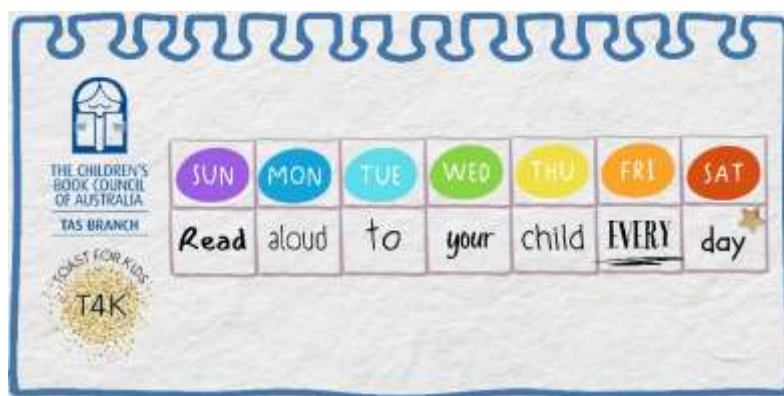 THE CHILDREN'S
BOOK COUNCIL
OF AUSTRALIA
TAS BRANCH
TOAST FOR KIDS
T4K
SUN MON TUE WED THU FRI SAT
Read aloud to your child EVERY day